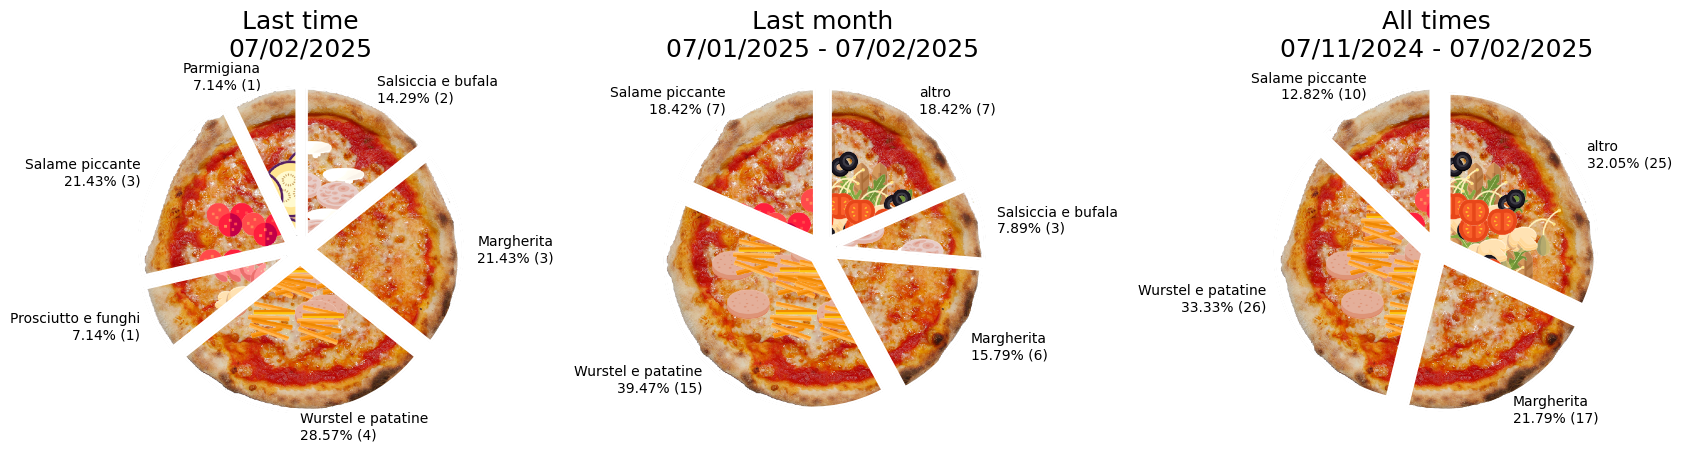 Last time
07/02/2025
Parmigiana
7.14% (1)
Salsiccia e bufala
14.29% (2)
Salame piccante
21.43% (3)
Margherita
21.43% (3)
Prosciutto e funghi
7.14% (1)
Wurstel e patatine
28.57% (4)
Last month
07/01/2025 - 07/02/2025
Salame piccante
18.42% (7)
altro
18.42% (7)
Salsiccia e bufala
7.89% (3)
Margherita
15.79% (6)
Wurstel e patatine
39.47% (15)
All times
07/11/2024 - 07/02/2025
Salame piccante
12.82% (10)
altro
32.05% (25)
Wurstel e patatine
33.33% (26)
Margherita
21.79% (17)